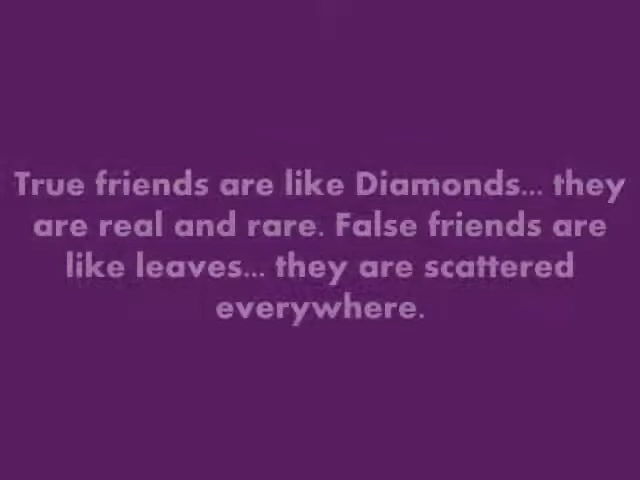 True friends are like Diamonds... they
are real and rare. False friends are
like leaves... they are scattered
everywhere.